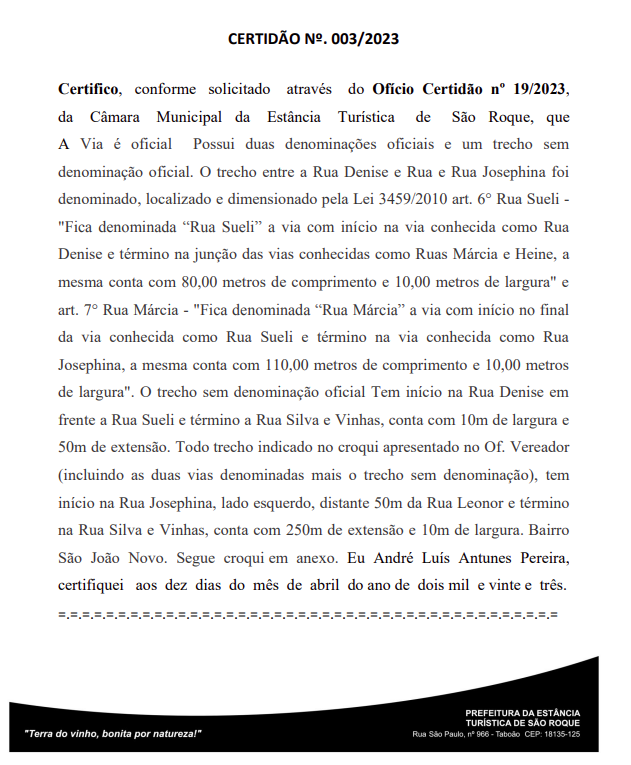 CERTIDÃO Nº. 003/2023
Certifico, conforme solicitado através do Ofício Certidão nº 19/2023,
da Câmara Municipal da Estância Turística de São Roque, que
A Via é oficial Possui duas denominações oficiais e um trecho sem
denominação oficial. O trecho entre a Rua Denise e Rua e Rua Josephina foi
denominado, localizado e dimensionado pela Lei 3459/2010 art. 6° Rua Sueli -
"Fica denominada “Rua Sueli” a via com início na via conhecida como Rua
Denise e término na junção das vias conhecidas como Ruas Márcia e Heine, a
mesma conta com 80,00 metros de comprimento e 10,00 metros de largura" e
art. 7° Rua Márcia - "Fica denominada “Rua Márcia” a via com início no final
da via conhecida como Rua Sueli e término na via conhecida como Rua
Josephina, a mesma conta com 110,00 metros de comprimento e 10,00 metros
de largura". O trecho sem denominação oficial Tem início na Rua Denise em
frente a Rua Sueli e término a Rua Silva e Vinhas, conta com 10m de largura e
50m de extensão. Todo trecho indicado no croqui apresentado no Of. Vereador
(incluindo as duas vias denominadas mais o trecho sem denominação), tem
início na Rua Josephina, lado esquerdo, distante 50m da Rua Leonor e término
na Rua Silva e Vinhas, conta com 250m de extensão e 10m de largura. Bairro
São João Novo. Segue croqui em anexo. Eu André Luís Antunes Pereira,
certifiquei aos dez dias do mês de abril do ano de dois mil e vinte e três.
=.=.=.=.=.=.=.=.=.=.=.=.=.=.=.=.=.=.=.=.=.=.=.=.=.=.=.=.=.=.=.=.=.=.=.=.=.=.=.=.=.=
PREFEITURA DA ESTÂNCIA
TURÍSTICA DE SÃO ROQUE
"Terra do vinho, bonita por natureza!"
Rua São Paulo, nº 966 - Taboão CEP: 18135-125